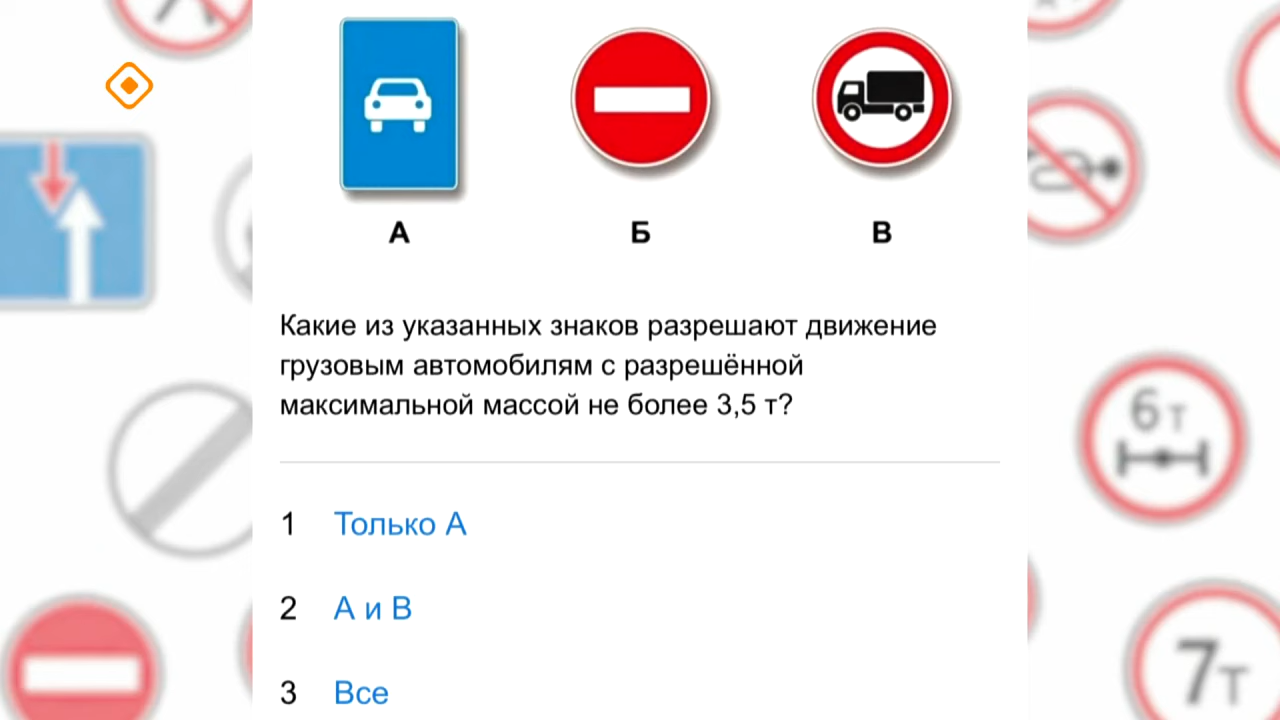 А Б В
Какие из указанных знаков разрешают движение
грузовым автомобилям с разрешённой
максимальной массой не более 3,5 т?
1 Только А
2 А и В
3 Все
6 т
7т